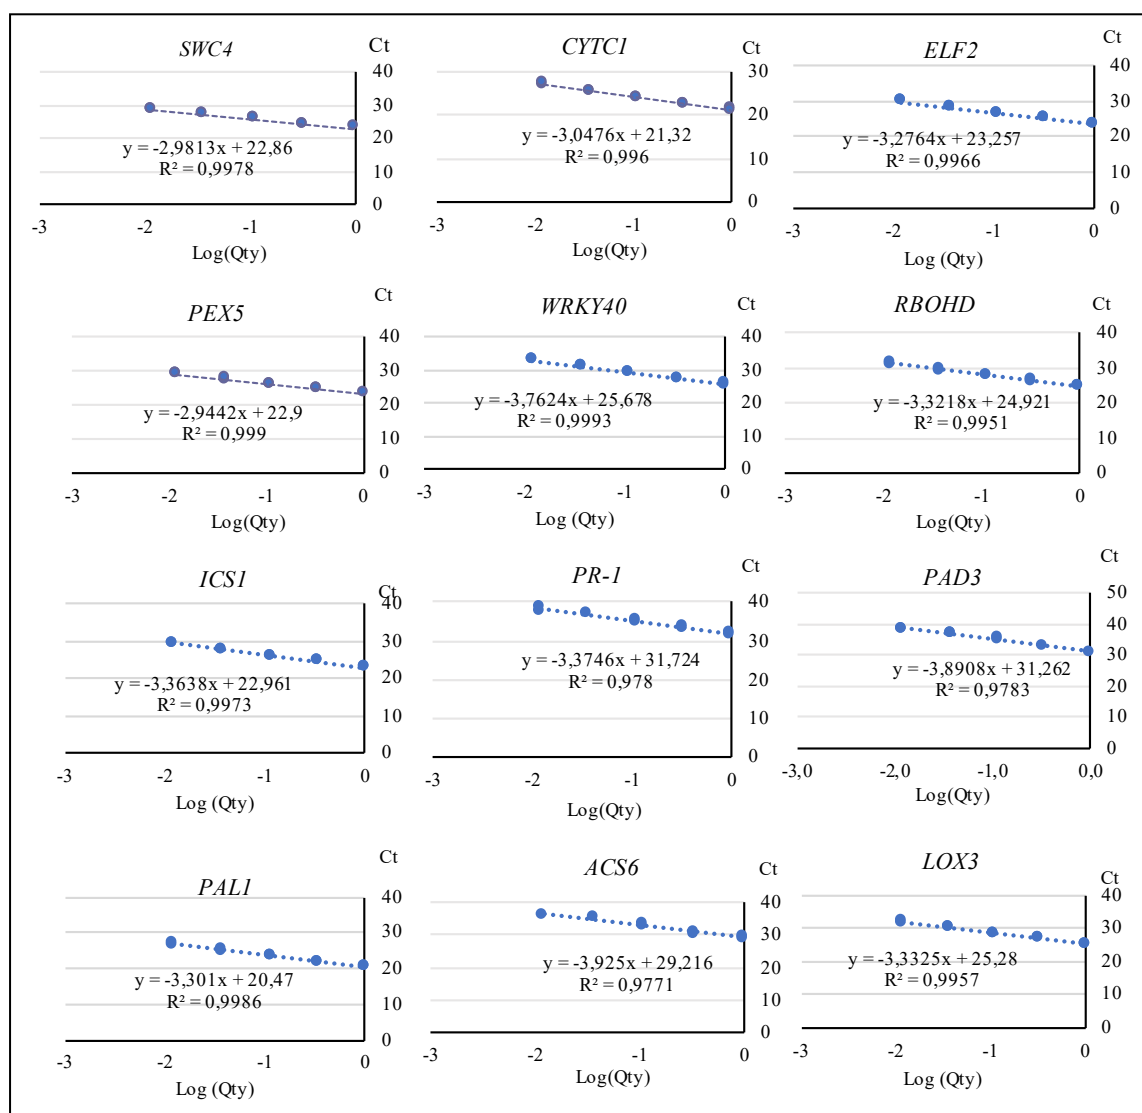 SWC4
Ct
40
30
20
10
0
y = -2,9813x + 22,86
R² = 0,9978
-3
-2
-1
0
Log(Qty)
CYTC1
30
20
10
0
y = -3,0476x + 21,32
R² = 0,996
-3
-2
-1
0
Log(Qty)
ELF2
Ct
40
30
20
10
0
y = -3,2764x + 23,257
R² = 0,9966
-3
-2
-1
0
Log (Qty)
PEX5
Ct
40
30
20
10
0
y = -2,9442x + 22,9
R² = 0,999
-3
-2
-1
0
Log(Qty)
WRKY40
Ct
40
30
20
10
0
y = -3,7624x + 25,678
R² = 0,9993
-3
-2
-1
0
Log (Qty)
RBOHD
Ct
40
30
20
10
0
y = -3,3218x + 24,921
R² = 0,9951
-3
-2
-1
0
Log(Qty)
ICS1
Ct
40
30
20
10
0
y = -3,3638x + 22,961
R² = 0,9973
-3
-2
-1
0
Log (Qty)
PR-1
Ct
40
30
20
10
0
y = -3,3746x + 31,724
R² = 0,978
-3
-2
-1
0
Log (Qty)
PAD3
Ct
50
40
30
20
10
0
y = -3,8908x + 31,262
R² = 0,9783
-3,0
-2,0
-1,0
0,0
Log(Qty)
PAL1
Ct
40
30
20
10
0
y = -3,301x + 20,47
R² = 0,9986
-3
-2
-1
0
Log (Qty)
ACS6
Ct
40
30
20
10
0
y = -3,925x + 29,216
R² = 0,9771
-3
-2
-1
0
Log(Qty)
LOX3
Ct
40
30
20
10
0
y = -3,3325x + 25,28
R² = 0,9957
-3
-2
-1
0
Log (Qty)